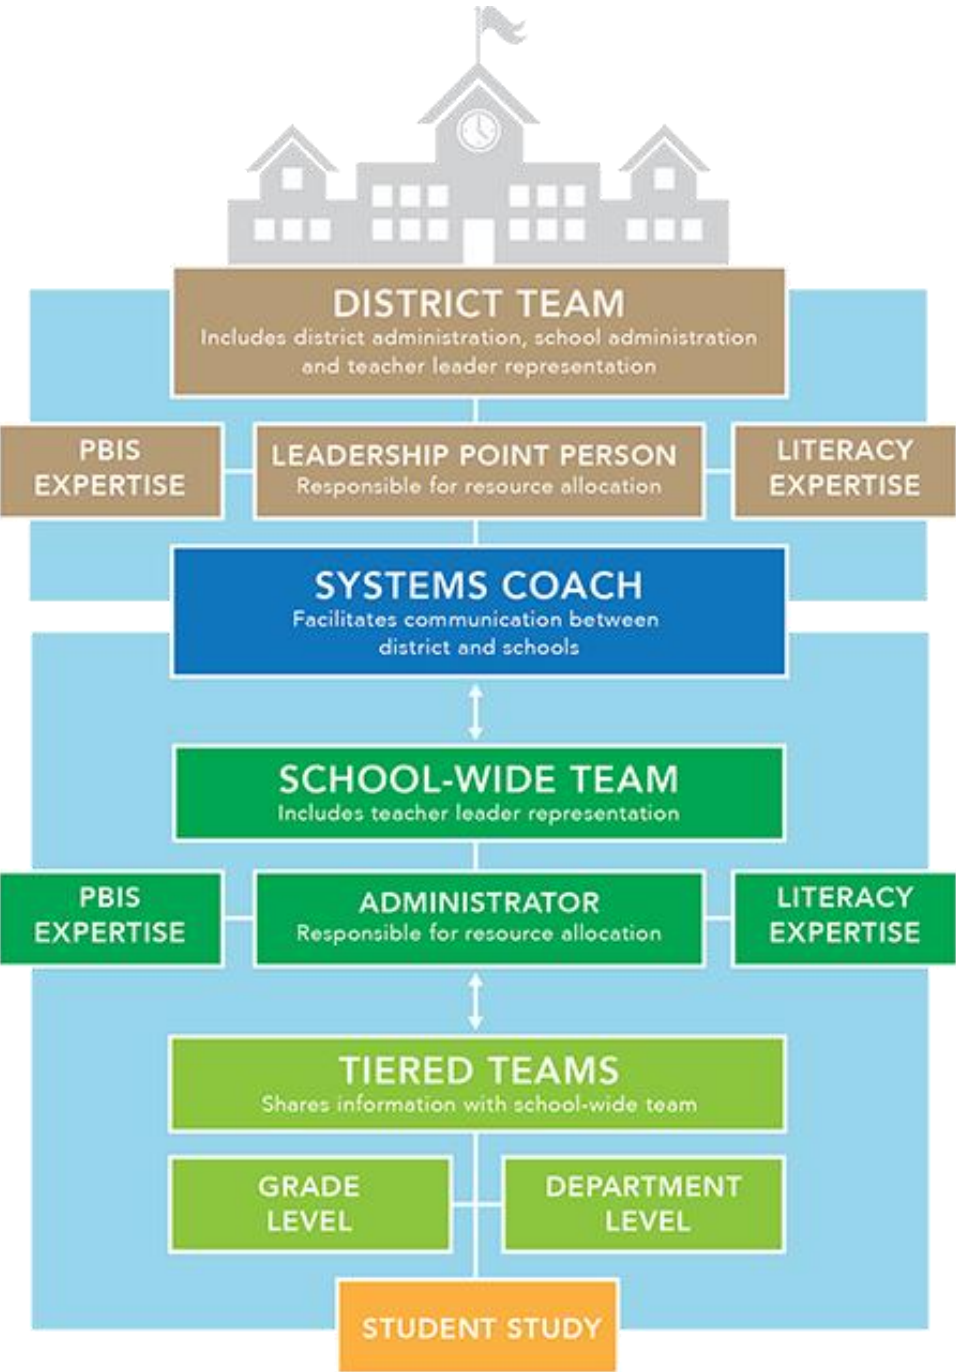 DISTRICT TEAM
Includes district administration, school administration
and teacher leader representation
PBIS
EXPERTISE
LEADERSHIP POINT PERSON
Responsible for resource allocation
LITERACY
EXPERTISE
SYSTEMS COACH
Facilitates communication between
district and schools
SCHOOL-WIDE TEAM
Includes teacher leader representation
PBIS
EXPERTISE
ADMINISTRATOR
Responsible for resource allocation
LITERACY
EXPERTISE
TIERED TEAMS
Shares information with school-wide team
GRADE
LEVEL
DEPARTMENT
LEVEL
STUDENT STUDY